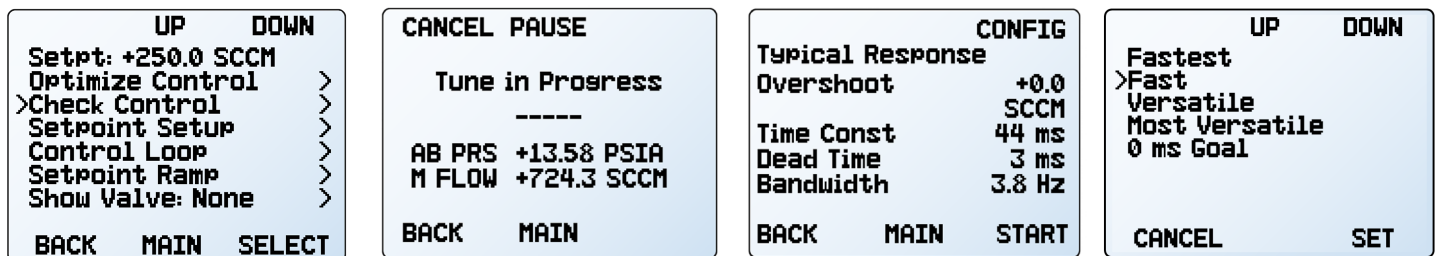 UP DOWN
Setpt: +250.0 SCCM
Optimize Control >
>Check Control >
Setpoint Setup >
Control Loop >
Setpoint Ramp >
Show Valve: None >
BACK MAIN SELECT
CANCEL PAUSE
Tune in Progress
-----
AB PRS +13.58 PSIA
M FLOW +724.3 SCCM
BACK MAIN
CONFIG
Typical Response
Overshoot +0.0
SCCM
Time Const 44 ms
Dead Time 3 ms
Bandwidth 3.8 Hz
BACK MAIN START
UP DOWN
Fastest
>Fast
Versatile
Most Versatile
0 ms Goal
CANCEL SET